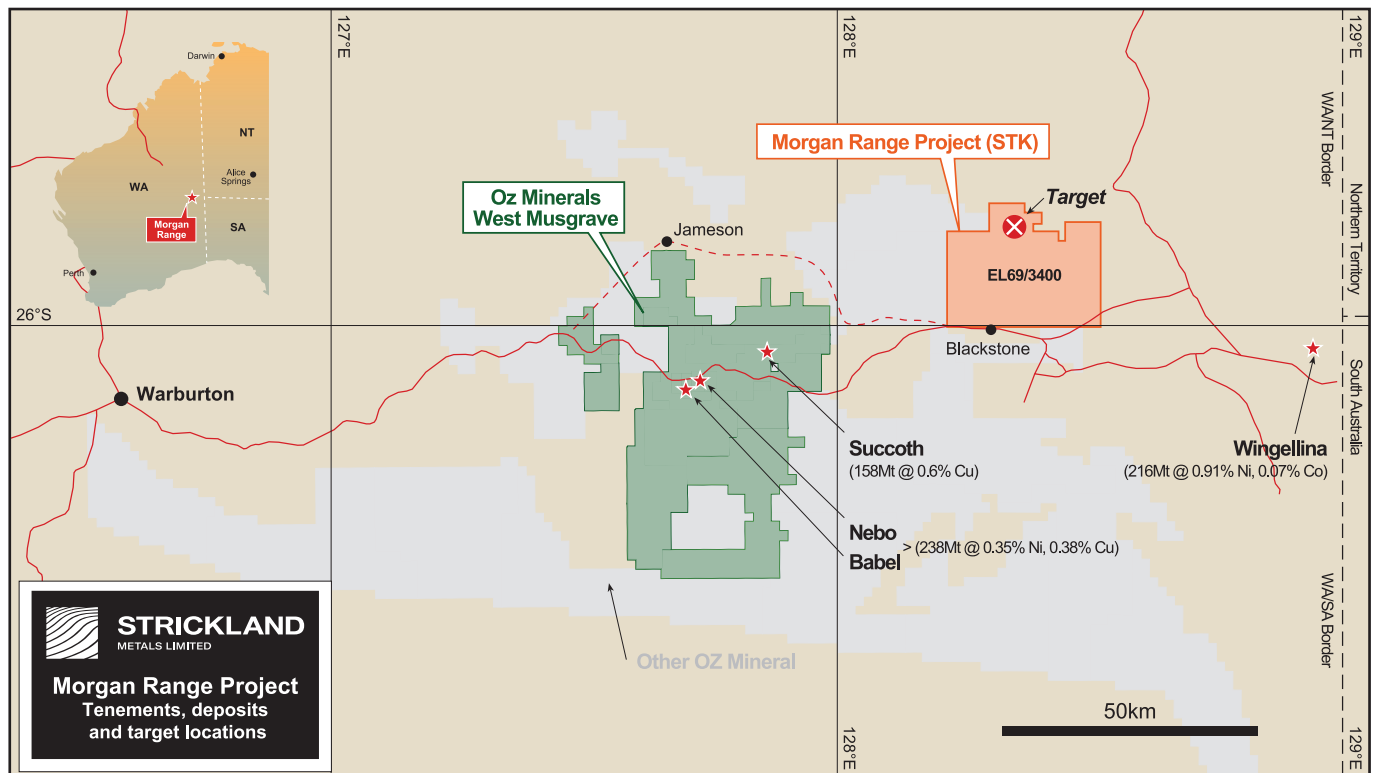 127°E
128°E
129°E
Darwin
NT
WA
Alice
Springs
Morgan
Range
SA
Perth
Morgan Range Project (STK)
WA/NT Border
Northern Territory
Oz Minerals
West Musgrave
Target
Jameson
EL69/3400
26°S
Blackstone
Warburton
South Australia
Succoth
(158Mt @ 0.6% Cu)
Wingellina
(216Mt @ 0.91% Ni, 0.07% Co)
Nebo
Babel
> (238Mt @ 0.35% Ni, 0.38% Cu)
WA/SA Border
Other OZ Mineral
STRICKLAND
METALS LIMITED
Morgan Range Project
Tenements, deposits
and target locations
50km
128°E
129°E